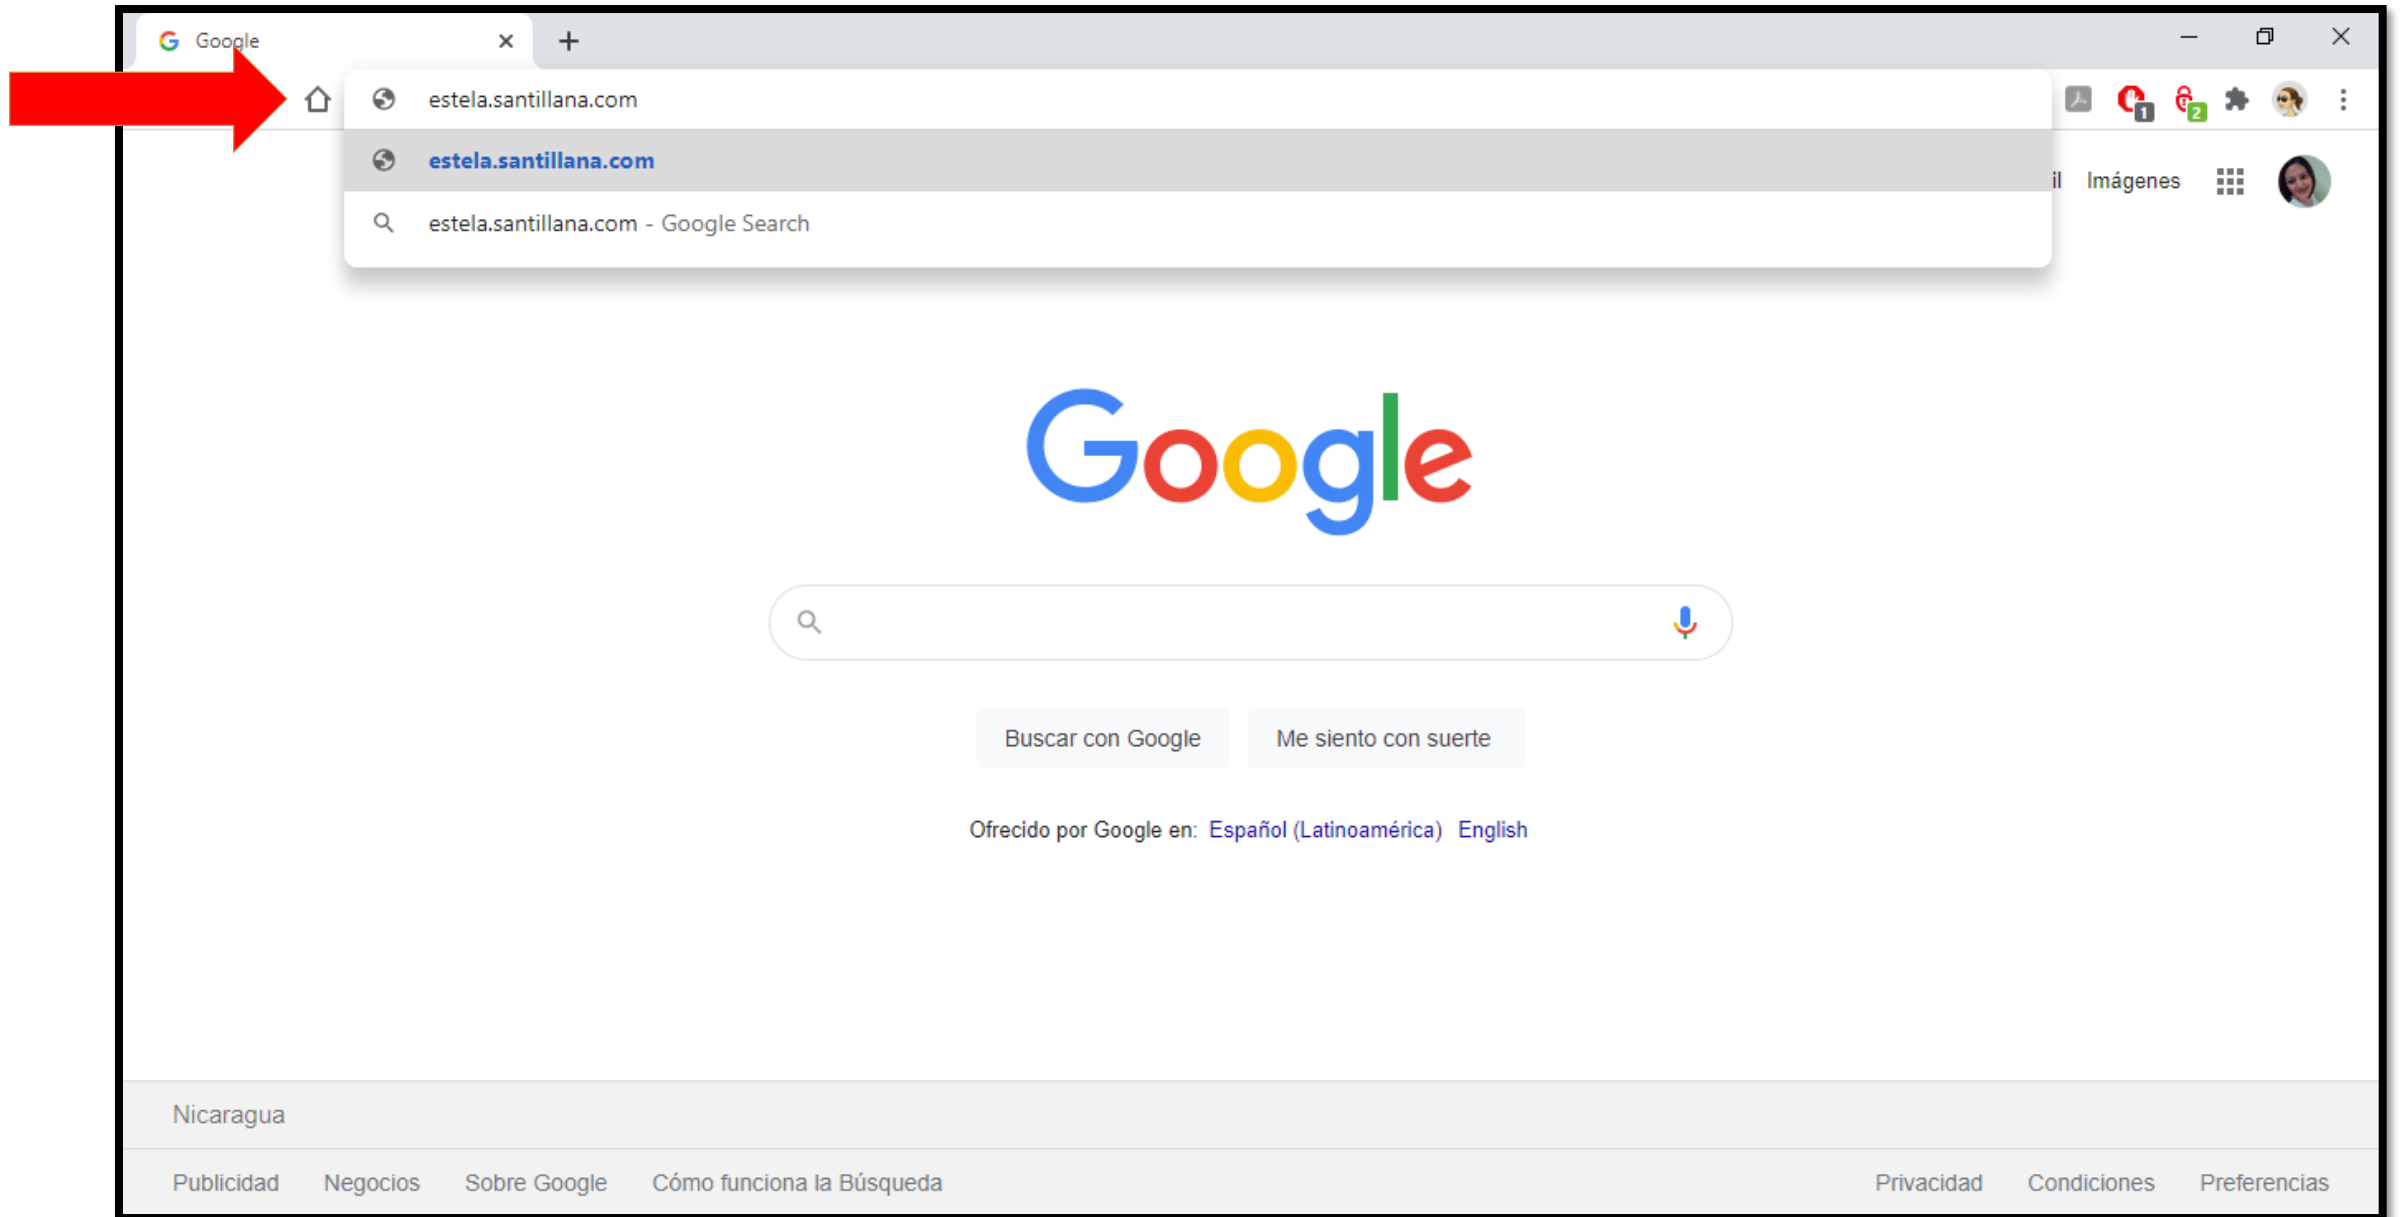 Google
estela.santillana.com
estela.santillana.com
il Imágenes
estela.santillana.com - Google Search
Google
Buscar con Google Me siento con suerte
Ofrecido por Google en: Español (Latinoamérica) English
Nicaragua
Publicidad Negocios Sobre Google Cómo funciona la Búsqueda Privacidad Condiciones Preferencias